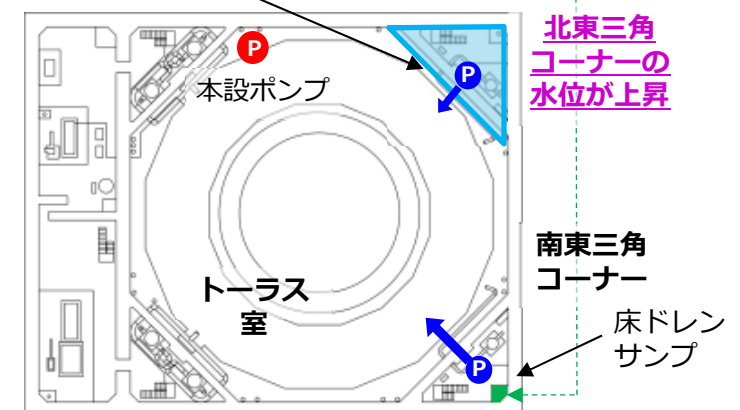 北東三角
コーナーの
水位が上昇
P
本設ポンプ
P
南東三角
コーナー
トーラス
室
床ドレン
サンプ
P